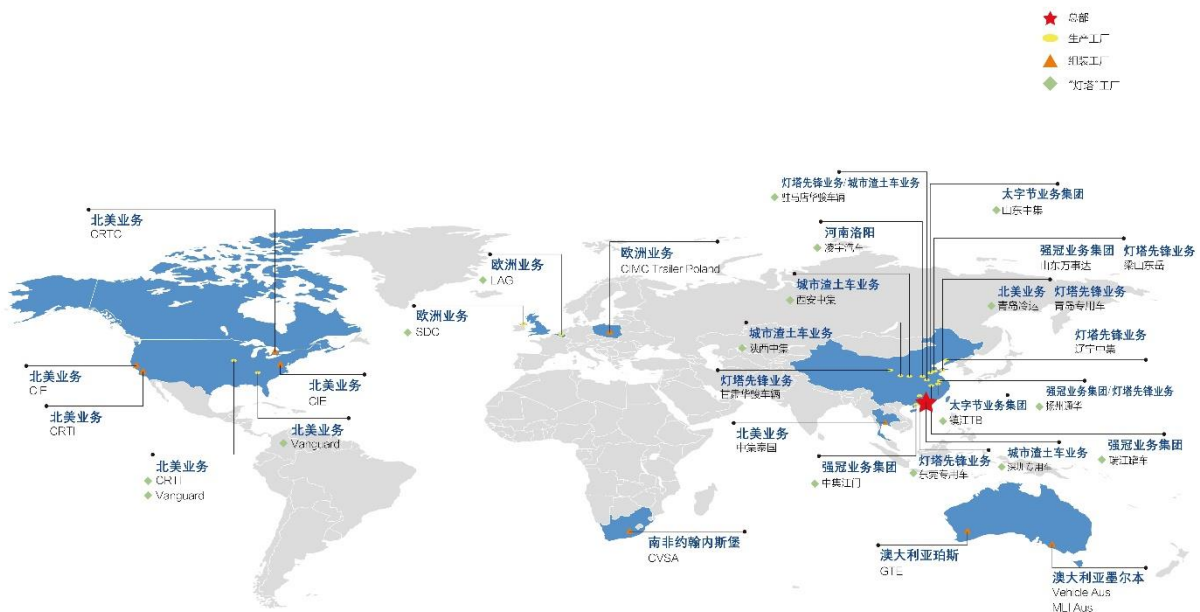 总部
生产工厂
组装工厂
“灯塔”工厂
灯塔先锋业务/城市渣土车业务
驻马店华骏车辆
太字节业务集团
山东中集
北美业务
CRTC
河南洛阳
凌宇汽车
欧洲业务
LAG
欧洲业务
CIMC Trailer Poland
强冠业务集团
山东万事达
灯塔先锋业务
梁山东岳
城市渣土车业务
西安中集
北美业务
青岛冷运
灯塔先锋业务
青岛专用车
欧洲业务
SDC
城市渣土车业务
陕西中集
灯塔先锋业务
辽宁中集
北美业务
CIE
北美业务
CIE
灯塔先锋业务
甘肃华骏车辆
强冠业务集团/灯塔先锋业务
扬州通华
北美业务
CRTI
太字节业务集团
镇江TB
北美业务
Vanguard
北美业务
中集泰国
强冠业务集团
瑞江罐车
北美业务
CRTI
Vanguard
强冠业务集团
中集江门
灯塔先锋业务
东莞专用车
城市渣土车业务
深圳专用车
南非约翰内斯堡
CVSA
澳大利亚珀斯
GTE
澳大利亚墨尔本
Vehicle Aus
MLI Aus